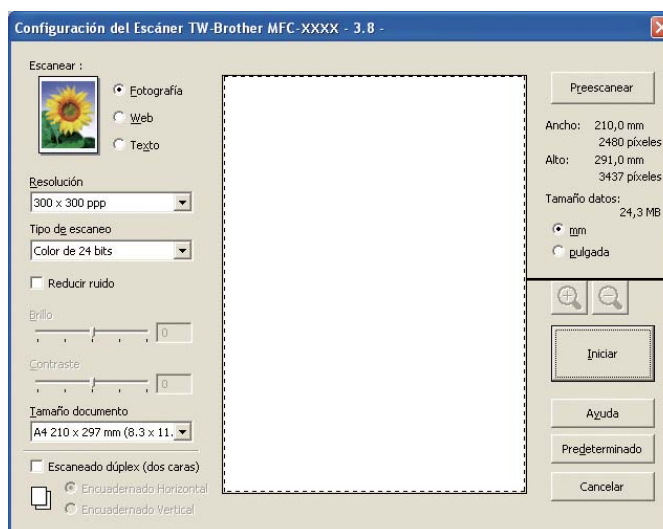 Configuración del Escáner TW-Brother MFC-XXXX - 3.8 -
Escanear :
Fotografía
Web
Texto
Resolución
300 x 300 ppp
Tipo de escaneo
Color de 24 bits
Reducir ruido
Brillo
0
Contraste
0
Tamaño documento
A4 210 x 297 mm (8.3 x 11.
Escaneado dúplex (dos caras)
Encuadernado Horizontal
Encuadernado Vertical
Preescanear
Ancho: 210,0 mm
2480 píxeles
Alto: 291,0 mm
3437 píxeles
Tamaño datos:
24,3 MB
mm
pulgada
Iniciar
Ayuda
Predeterminado
Cancelar